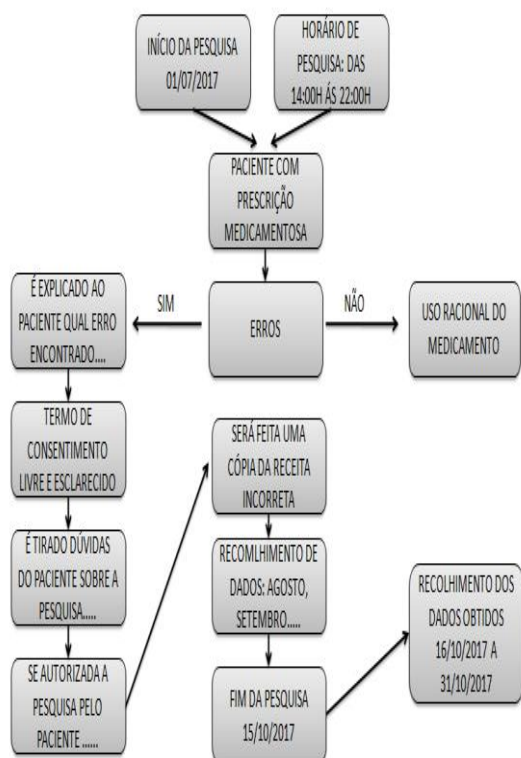 INÍCIO DA PESQUISA
01/07/2017
HORÁRIO DE
PESQUISA: DAS
14:00H ÁS 22:00H
PACIENTE COM
PRESCRIÇÃO
MEDICAMENTOSA
ERROS
SIM
NÃO
USO RACIONAL DO
MEDICAMENTO
É EXPLICADO AO
PACIENTE QUAL ERRO
ENCONTRADO....
TERMO DE
CONSENTIMENTO
LIVRE E ESCLARECIDO
É TIRADO DÚVIDAS
DO PACIENTE SOBRE A
PESQUISA.....
SE AUTORIZADA A
PESQUISA PELO
PACIENTE ......
SERÁ FEITA UMA
CÓPIA DA RECEITA
INCORRETA
RECOMLHIMENTO DE
DADOS: AGOSTO,
SETEMBRO.....
FIM DA PESQUISA
15/10/2017
RECOLHIMENTO DOS
DADOS OBTIDOS
16/10/2017 A
31/10/2017